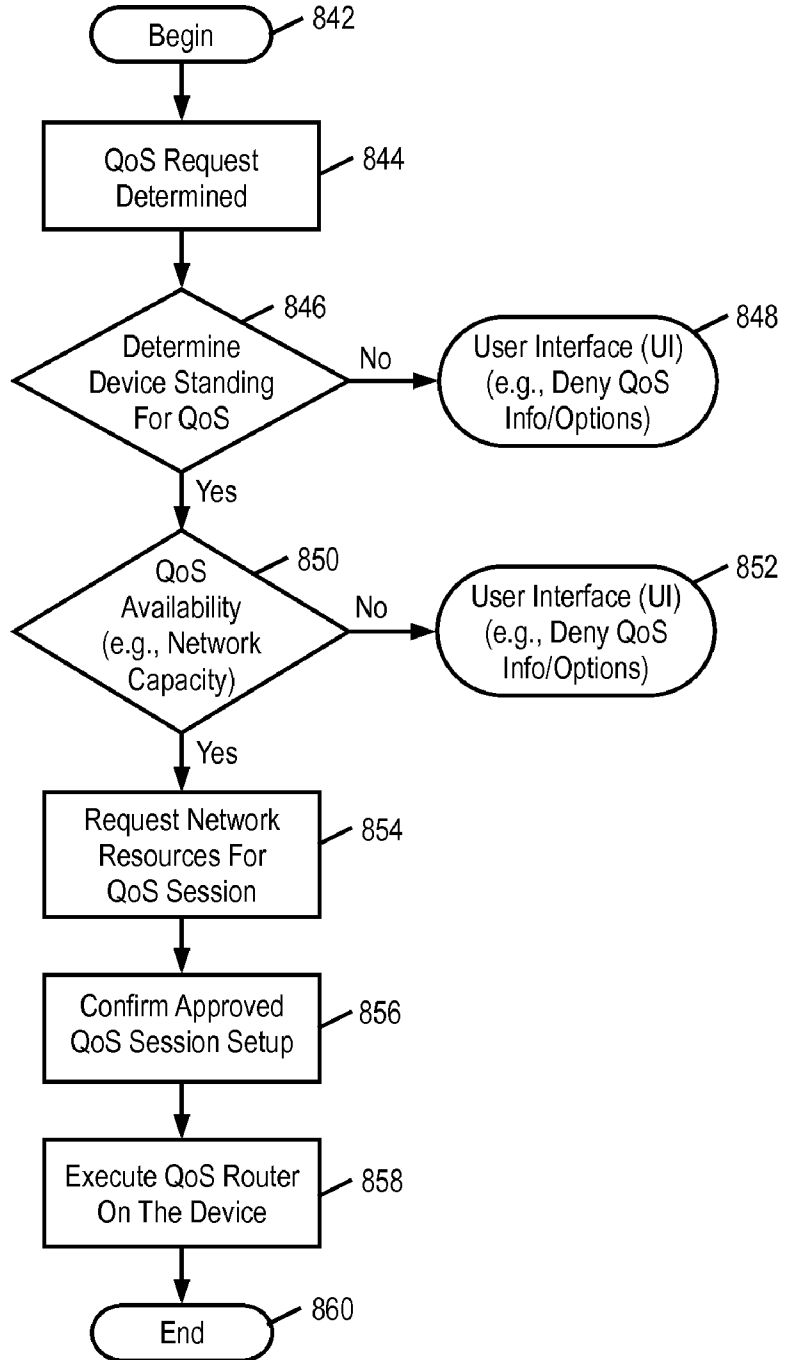 Begin
842
QoS Request
Determined
844
846
Determine
Device Standing
For QoS
No
User Interface (UI)
(e.g., Deny QoS
Info/Options)
848
Yes
850
QoS
Availability
(e.g., Network
Capacity)
No
User Interface (UI)
(e.g., Deny QoS
Info/Options)
852
Yes
Request Network
Resources For
QoS Session
854
Confirm Approved
QoS Session Setup
856
Execute QoS Router
On The Device
858
End
860